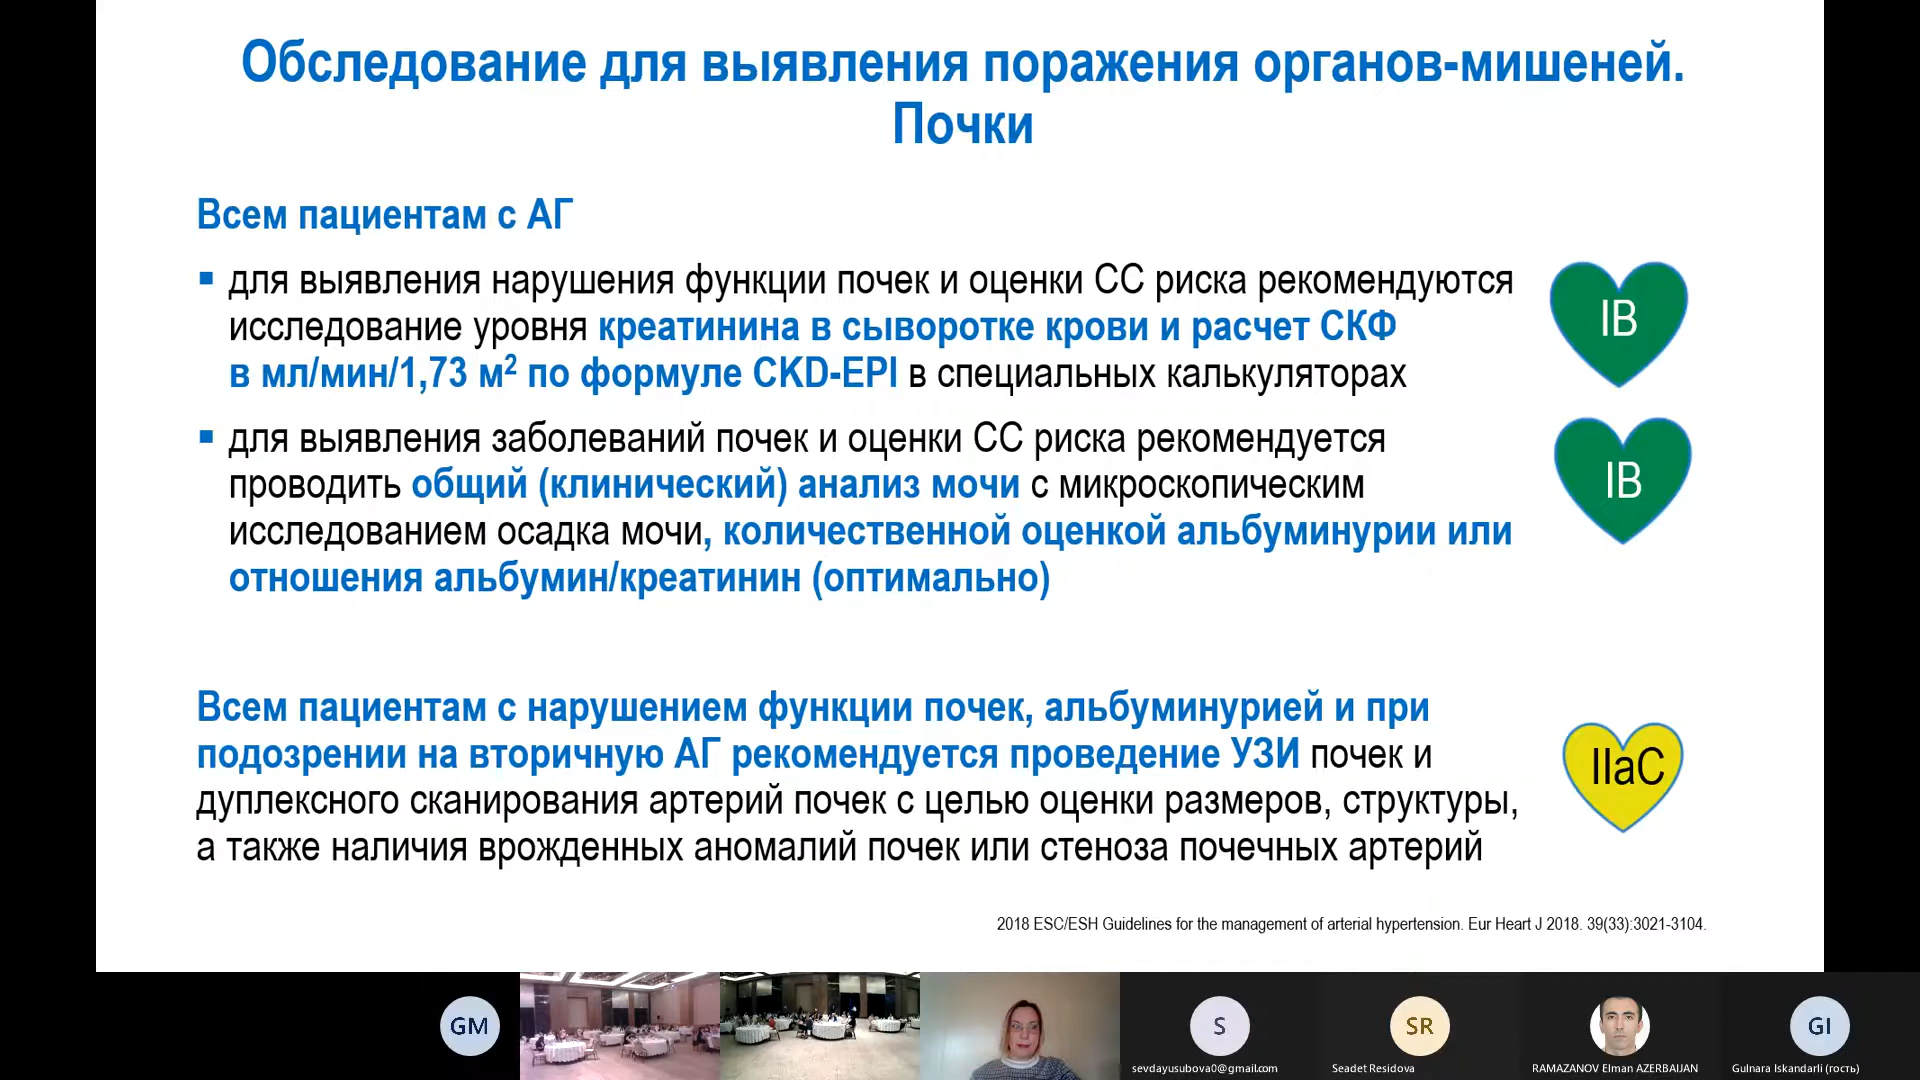 Обследование для выявления поражения органов-мишеней.
Почки
Всем пациентам с АГ
▪ для выявления нарушения функции почек и оценки СС риска рекомендуются
исследование уровня креатинина в сыворотке крови и расчет СКФ
в мл/мин/1,73 м² по формуле CKD-EPI в специальных калькуляторах
IB
▪ для выявления заболеваний почек и оценки СС риска рекомендуется
проводить общий (клинический) анализ мочи с микроскопическим
исследованием осадка мочи, количественной оценкой альбуминурии или
отношения альбумин/креатинин (оптимально)
IB
Всем пациентам с нарушением функции почек, альбуминурией и при
подозрении на вторичную АГ рекомендуется проведение УЗИ почек и
дуплексного сканирования артерий почек с целью оценки размеров, структуры,
а также наличия врожденных аномалий почек или стеноза почечных артерий
IIaC
2018 ESC/ESH Guidelines for the management of arterial hypertension. Eur Heart J 2018. 39(33):3021-3104.
GM
S
SR
GI
sevdayusubova0@gmail.com
Seadet Residova
RAMAZANOV Elman AZERBAIJAN
Gulnara Iskandarli (гость)